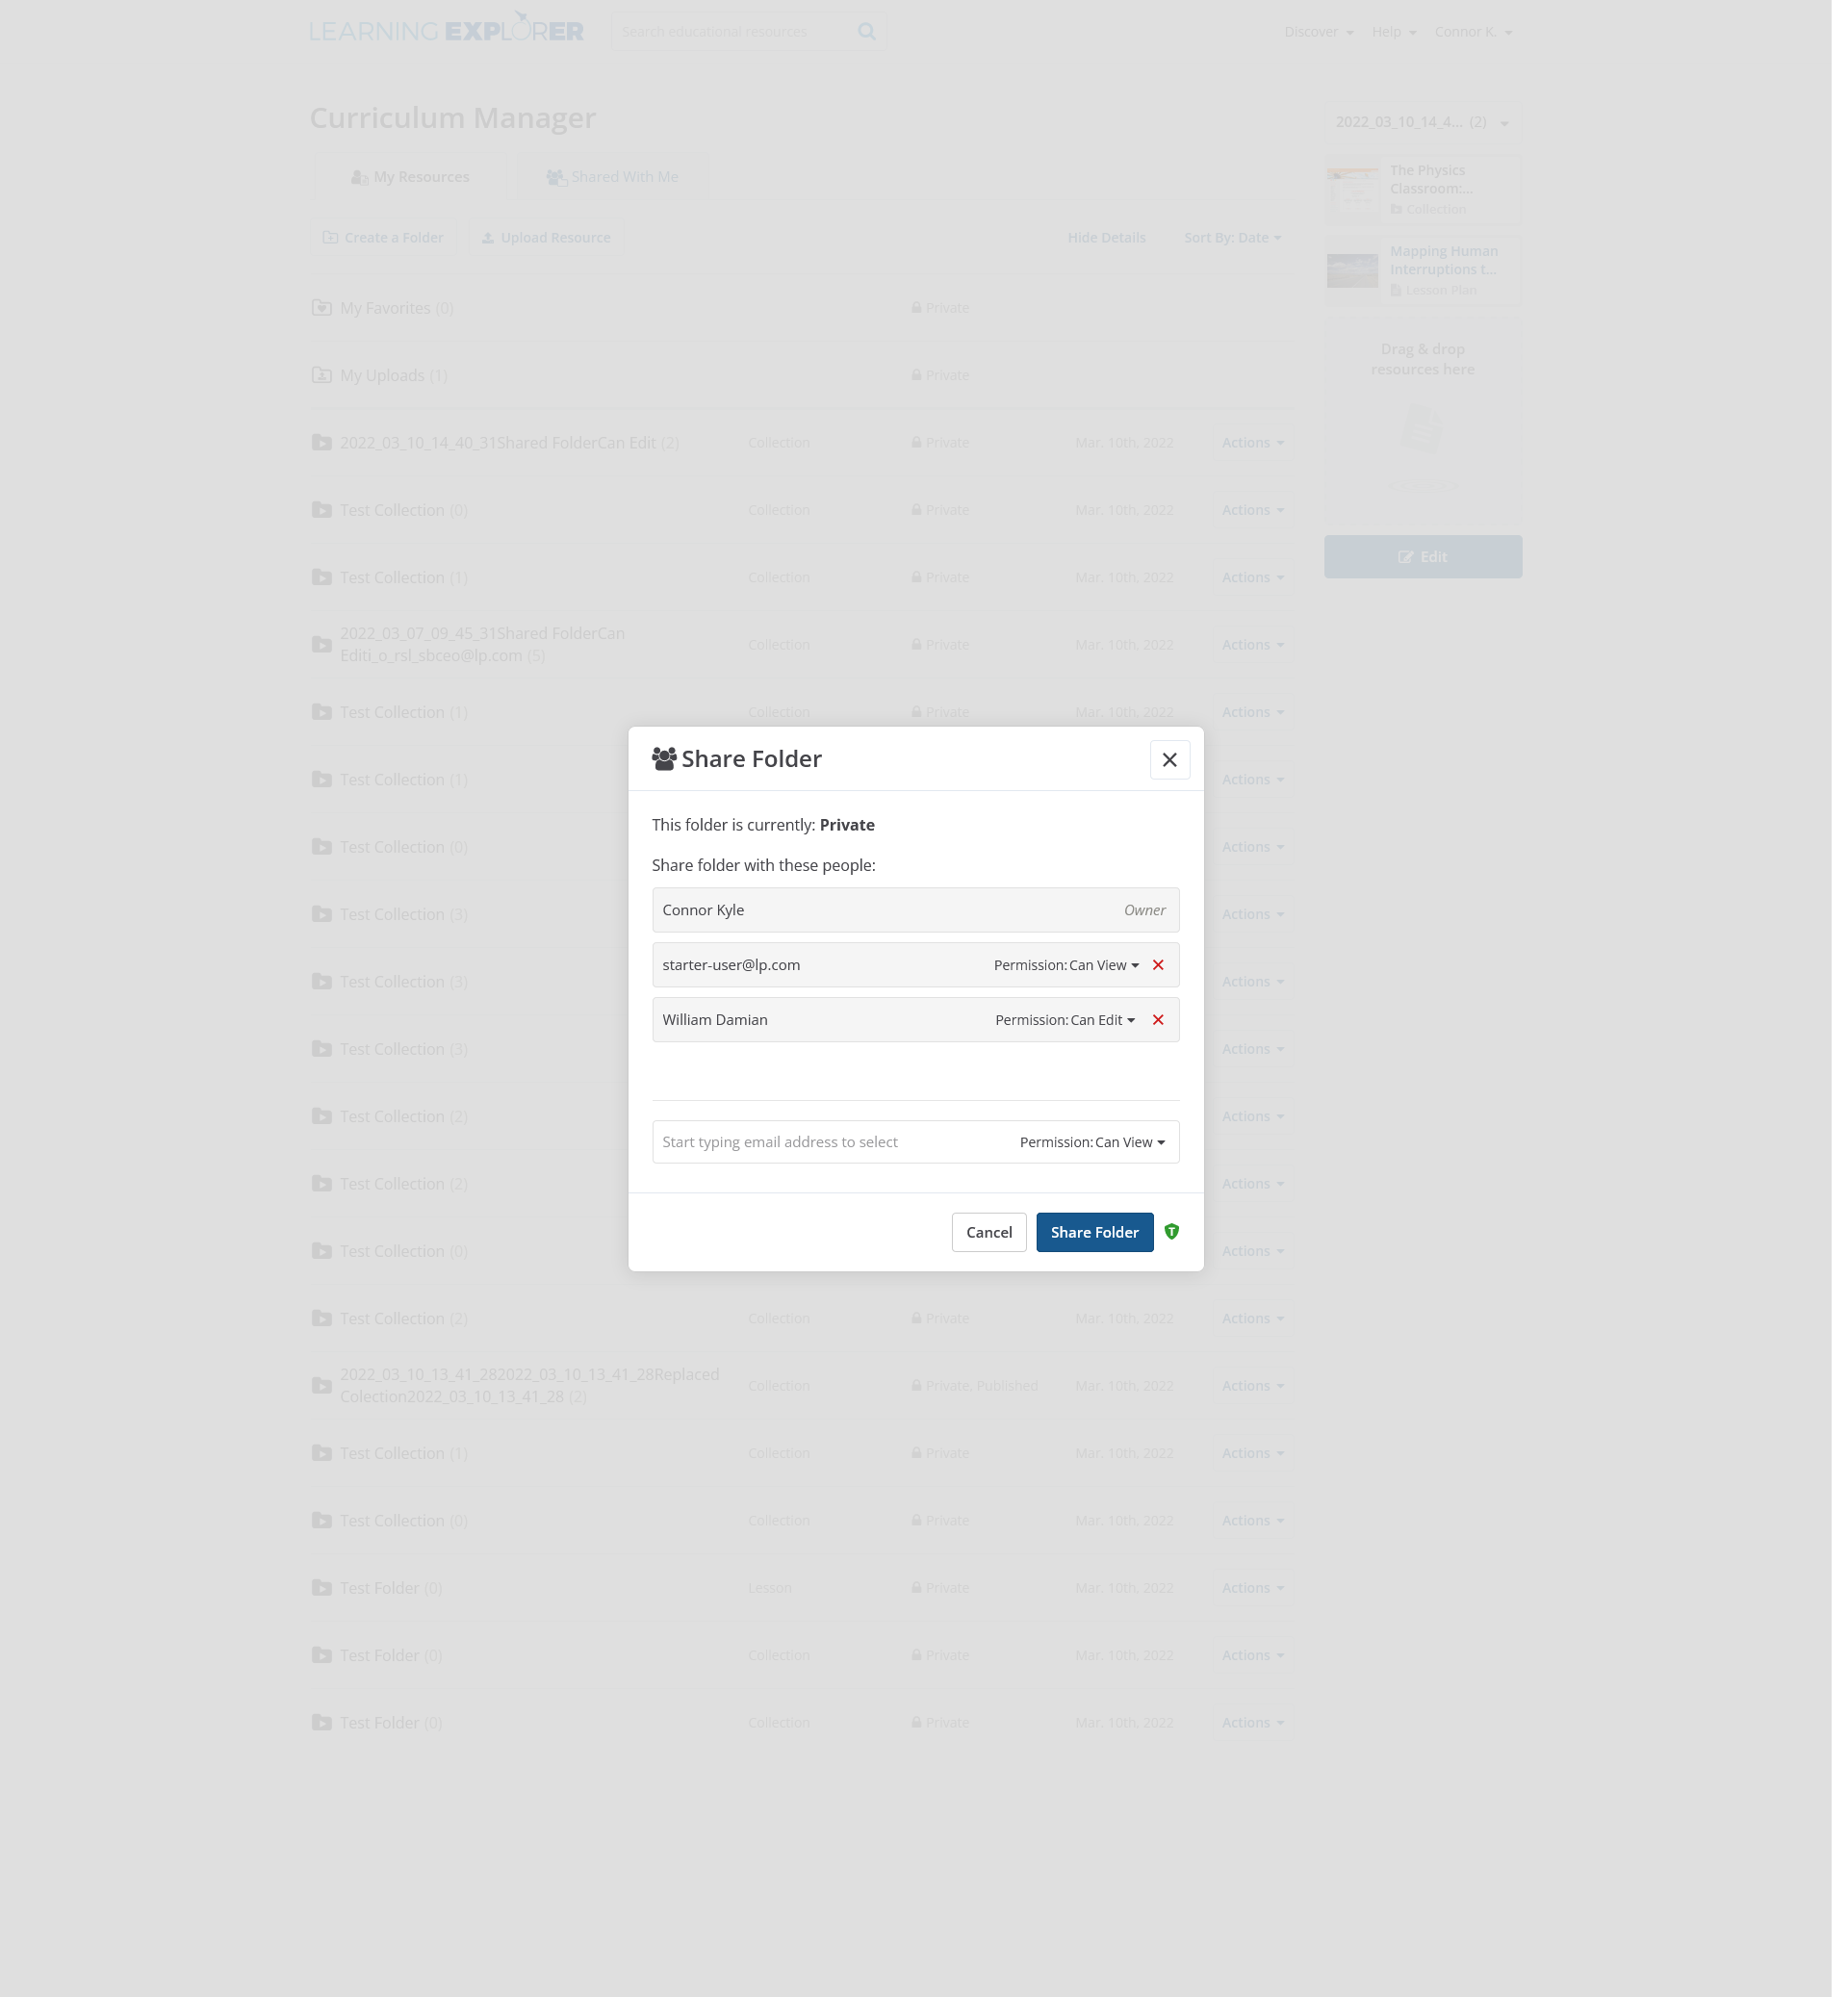 LEARNING EXPLORER
Search educational resources
Discover
Help
Connor K.
Curriculum Manager
2022_03_10_14_4... (2)
My Resources
Shared With Me
The Physics
Classroom:...
Collection
Create a Folder
Upload Resource
Hide Details
Sort By: Date
Mapping Human
Interruptions t...
Lesson Plan
My Favorites (0) Private
Drag & drop
resources here
My Uploads (1) Private
2022_03_10_14_40_31Shared FolderCan Edit (2) Collection Private Mar. 10th, 2022 Actions
Test Collection (0) Collection Private Mar. 10th, 2022 Actions
Edit
Test Collection (1) Collection Private Mar. 10th, 2022 Actions
2022_03_07_09_45_31Shared FolderCan
Editi_o_rsl_sbceo@lp.com (5) Collection Private Mar. 10th, 2022 Actions
Test Collection (1) Collection Private Mar. 10th, 2022 Actions
Test Collection (1) Actions
Test Collection (0) Actions
Test Collection (3) Actions
Test Collection (3) Actions
Test Collection (3) Actions
Test Collection (2) Actions
Test Collection (2) Actions
Test Collection (0) Actions
Share Folder
This folder is currently: Private
Share folder with these people:
Connor Kyle Owner
starter-user@lp.com Permission: Can View
William Damian Permission: Can Edit
Start typing email address to select Permission: Can View
Cancel
Share Folder
T
Test Collection (2) Collection Private Mar. 10th, 2022 Actions
2022_03_10_13_41_282022_03_10_13_41_28Replaced
Colection2022_03_10_13_41_28 (2) Collection Private, Published Mar. 10th, 2022 Actions
Test Collection (1) Collection Private Mar. 10th, 2022 Actions
Test Collection (0) Collection Private Mar. 10th, 2022 Actions
Test Folder (0) Lesson Private Mar. 10th, 2022 Actions
Test Folder (0) Collection Private Mar. 10th, 2022 Actions
Test Folder (0) Collection Private Mar. 10th, 2022 Actions